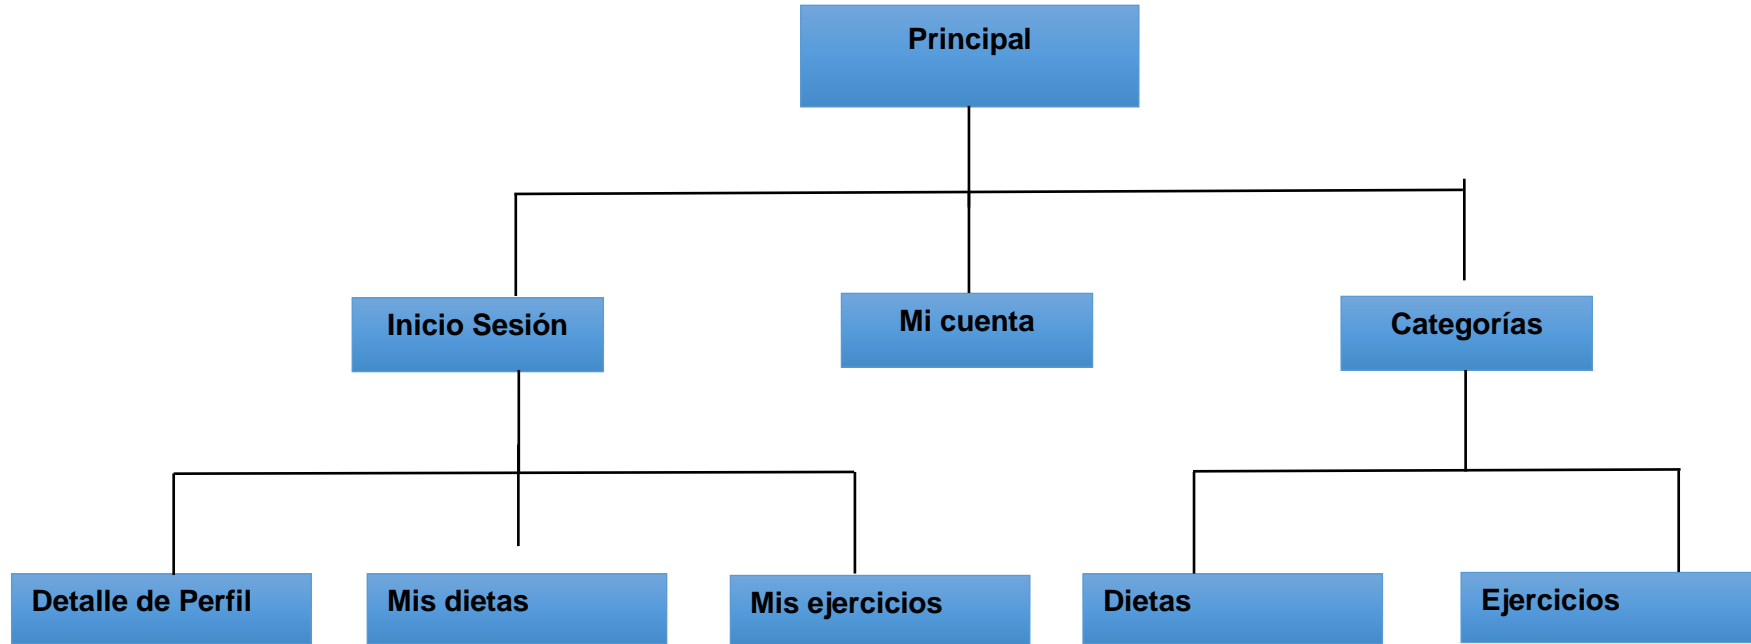 Principal
Inicio Sesión
Mi cuenta
Categorías
Detalle de Perfil
Mis dietas
Mis ejercicios
Dietas
Ejercicios